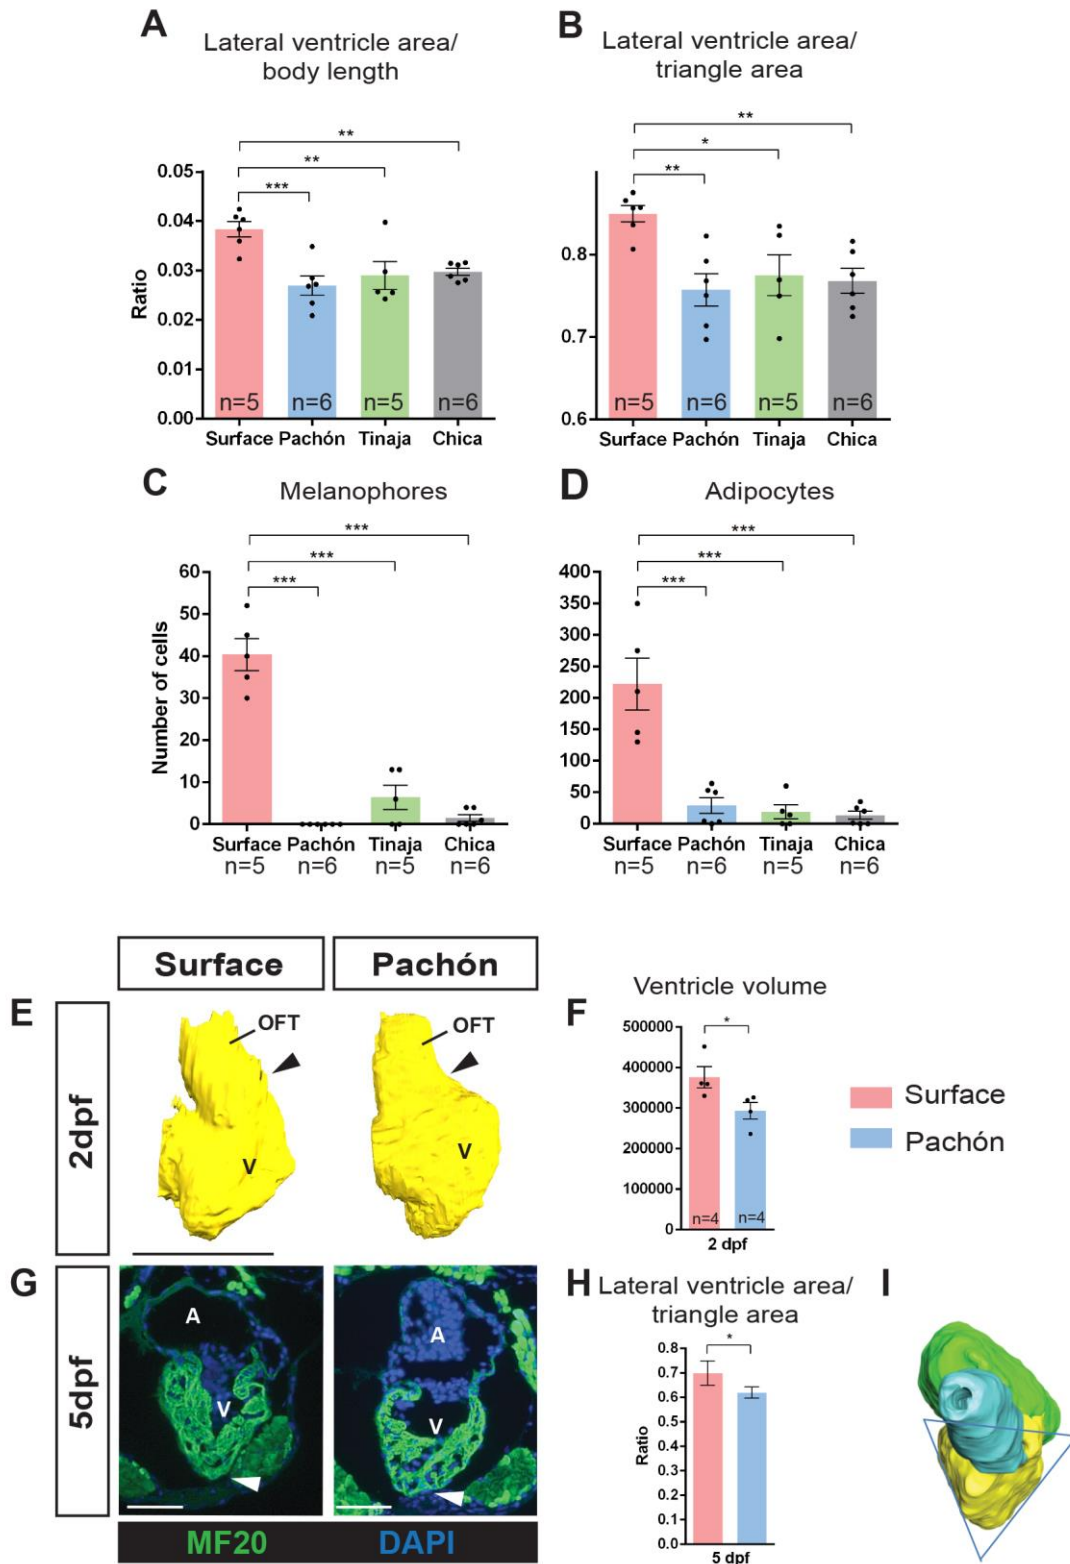 A
Lateral ventricle area/
body length
**
**
***
0.05
0.04
0.03
0.02
0.01
0.00
Ratio
n=5
n=6
n=5
n=6
Surface Pachón Tinaja Chica
B
Lateral ventricle area/
triangle area
**
*
**
0.8
0.7
0.6
n=5
n=6
n=5
n=6
Surface Pachón Tinaja Chica
C
Melanophores
***
***
***
60
50
40
30
20
10
0
Number of cells
Surface Pachón Tinaja Chica
n=5 n=6 n=5 n=6
D
Adipocytes
***
***
***
400
350
300
250
200
150
100
50
0
Surface Pachón Tinaja Chica
n=5 n=6 n=5 n=6
Surface
Pachón
E
2dpf
OFT
V
OFT
V
F
Ventricle volume
500000
400000
300000
200000
100000
0
*
n=4
n=4
2 dpf
Surface
Pachón
G
5dpf
A
V
A
V
MF20
DAPI
H
Lateral ventricle area/
triangle area
0.8
0.7
0.6
0.5
0.4
0.3
0.2
0.1
0.0
Ratio
*
5 dpf
I